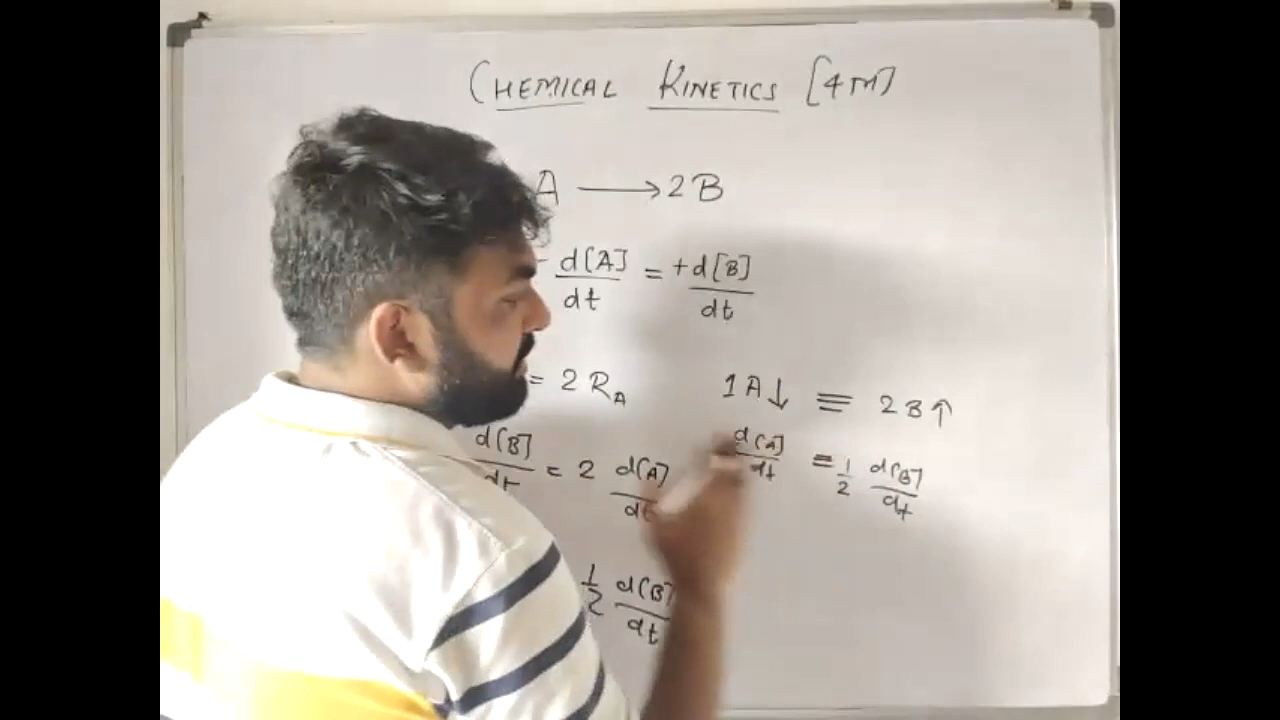 CHEMICAL KINETICS [4M]
A ⟶ 2B
- d[A]/dt = +d[B]/dt
= 2 R_A
1A↓ ≡ 2B↑
d[B]/dt = 2 d[A]/dt
d[A]/dt = 1/2 d[B]/dt
1/2 d[B]/dt